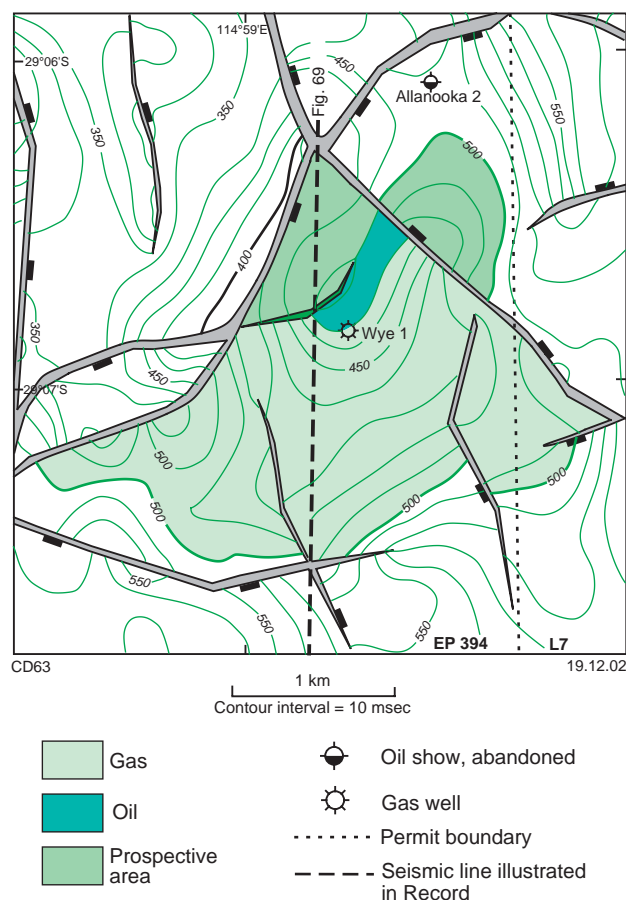 114°59'E
29°06'S
Fig. 69
450
Allanooka 2
350
350
550
500
400
Wye 1
350
450
29°07'S
450
500
500
500
500
550
550
550
EP 394
L7
CD63
19.12.02
1 km
Contour interval = 10 msec
Gas
Oil
Prospective
area
Oil show, abandoned
Gas well
Permit boundary
Seismic line illustrated
in Record